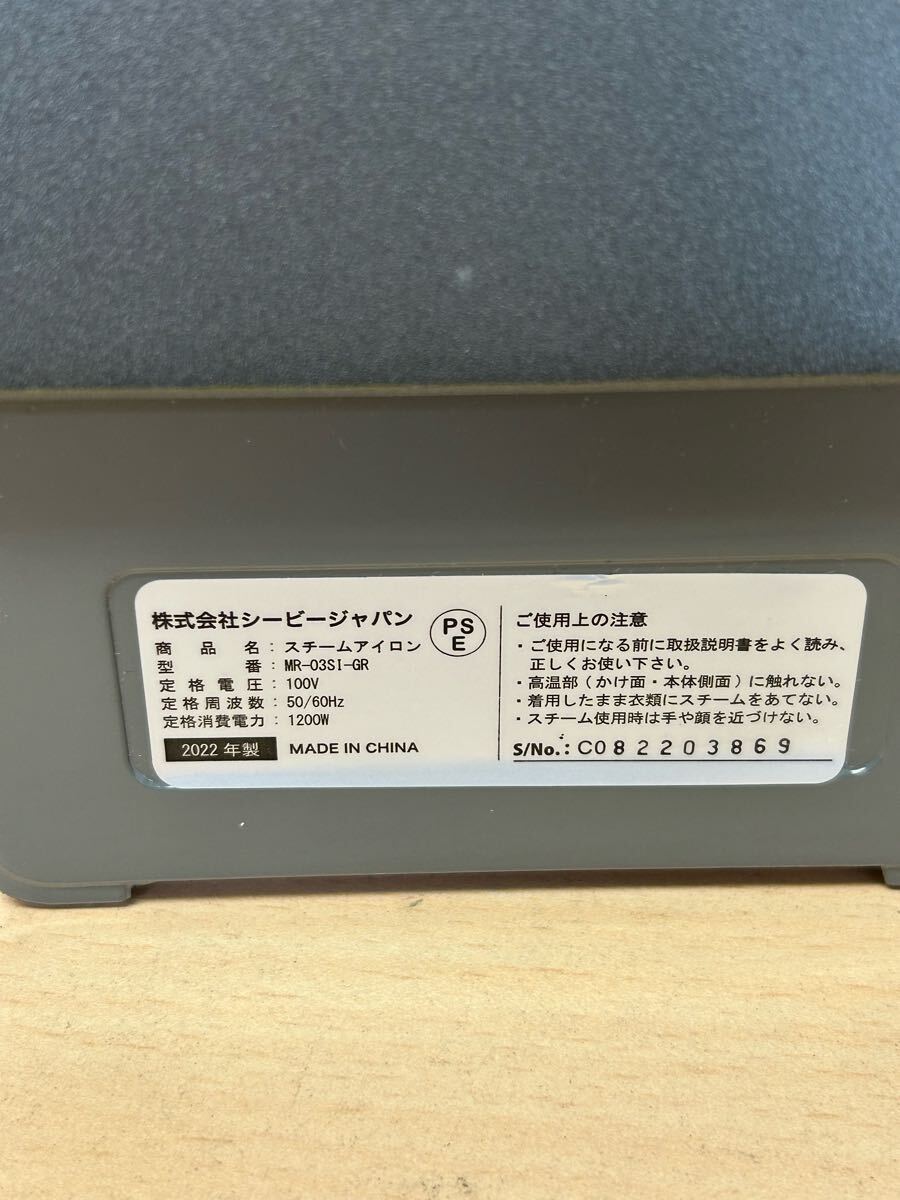 株式会社シービージャパン
PS
E
商品名：スチームアイロン
型番：MR-03SI-GR
定格電圧：100V
定格周波数：50/60Hz
定格消費電力：1200W
2022年製 MADE IN CHINA
ご使用上の注意
・ご使用になる前に取扱説明書をよく読み、
正しくお使い下さい。
・高温部（かけ面・本体側面）に触れない。
・着用したまま衣類にスチームをあてない。
・スチーム使用時は手や顔を近づけない。
S/No.：C082203869